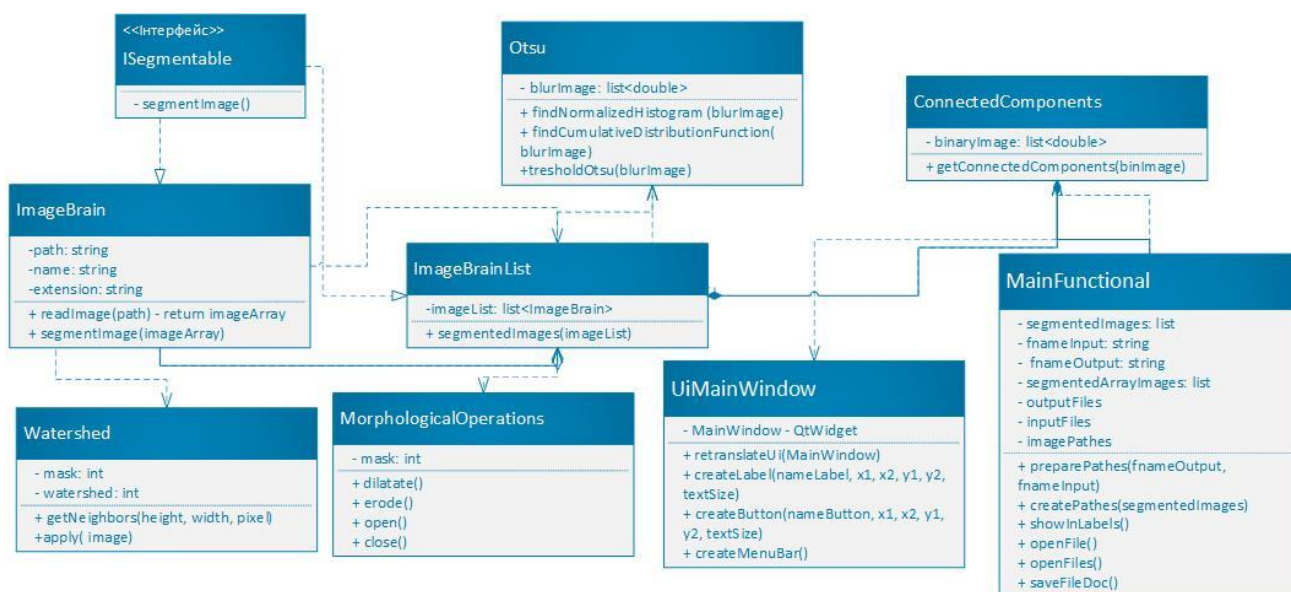 <<Інтерфейс>>
ISegmentable
- segmentImage()
Otsu
- blurImage: list<double>
+ findNormalizedHistogram (blurImage)
+ findCumulativeDistributionFunction(
blurImage)
+tresholdOtsu(blurImage)
ConnectedComponents
- binaryImage: list<double>
+ getConnectedComponents(binImage)
ImageBrain
-path: string
-name: string
-extension: string
+ readImage(path) - return imageArray
+ segmentImage(imageArray)
ImageBrainList
-imageList: list<ImageBrain>
+ segmentedImages(imageList)
MainFunctional
- segmentedImages: list
- fnameInput: string
- fnameOutput: string
- segmentedArrayImages: list
- outputFiles
- inputFiles
- imagePathes
+ preparePathes(fnameOutput,
fnameInput)
+ createPathes(segmentedImages)
+ showInLabels()
+ openFile()
+ openFiles()
+ saveFileDoc()
Watershed
- mask: int
- watershed: int
+ getNeighbors(height, width, pixel)
+apply( image)
MorphologicalOperations
- mask: int
+ dilatate()
+ erode()
+ open()
+ close()
UiMainWindow
- MainWindow - QtWidget
+ retranslateUi(MainWindow)
+ createLabel(nameLabel, x1, x2, y1, y2,
textSize)
+ createButton(nameButton, x1, x2, y1,
y2, textSize)
+ createMenuBar()